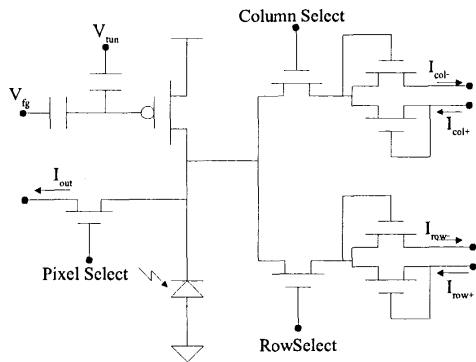 Column Select
V_tun
V_fg
I_col-
I_col+
I_out
Pixel Select
I_row-
I_row+
RowSelect